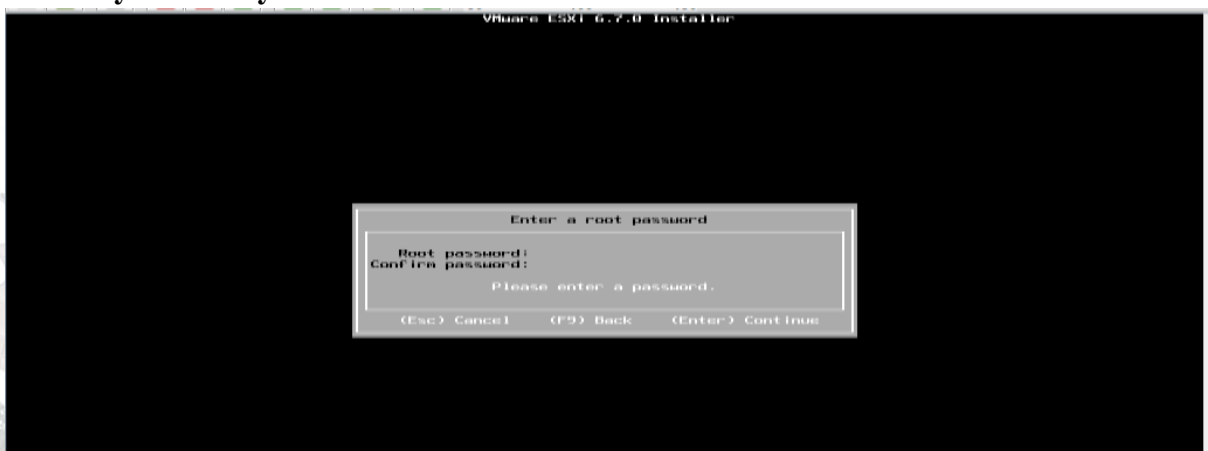 VMware ESXi 6.7.0 Installer
Enter a root password
Root password:
Confirm password:
Please enter a password.
(Esc) Cancel (F9) Back (Enter) Continue